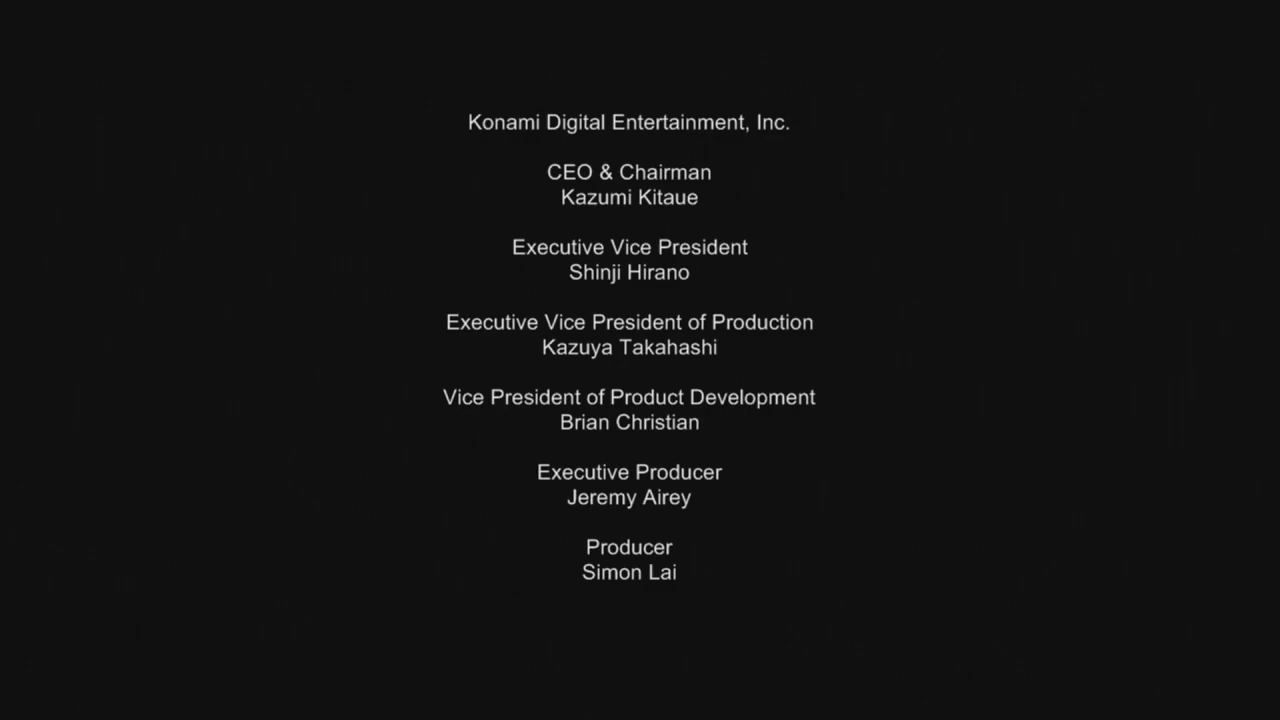 Konami Digital Entertainment, Inc.
CEO & Chairman
Kazumi Kitaue
Executive Vice President
Shinji Hirano
Executive Vice President of Production
Kazuya Takahashi
Vice President of Product Development
Brian Christian
Executive Producer
Jeremy Airey
Producer
Simon Lai